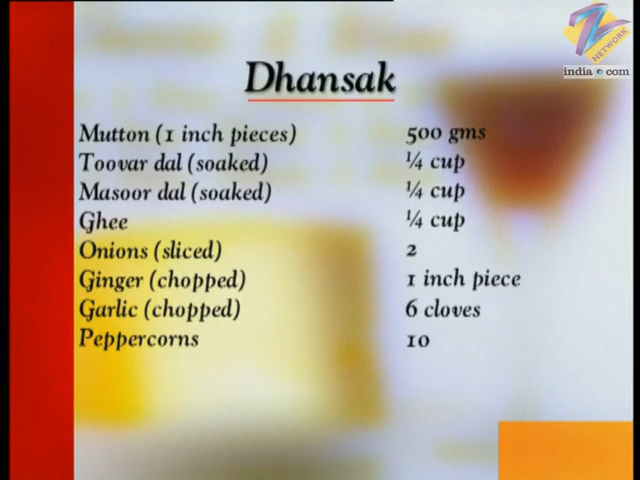 Z
NETWORK
india.com
Dhansak
Mutton (1 inch pieces) 500 gms
Toovar dal (soaked) ¼ cup
Masoor dal (soaked) ¼ cup
Ghee ¼ cup
Onions (sliced) 2
Ginger (chopped) 1 inch piece
Garlic (chopped) 6 cloves
Peppercorns 10